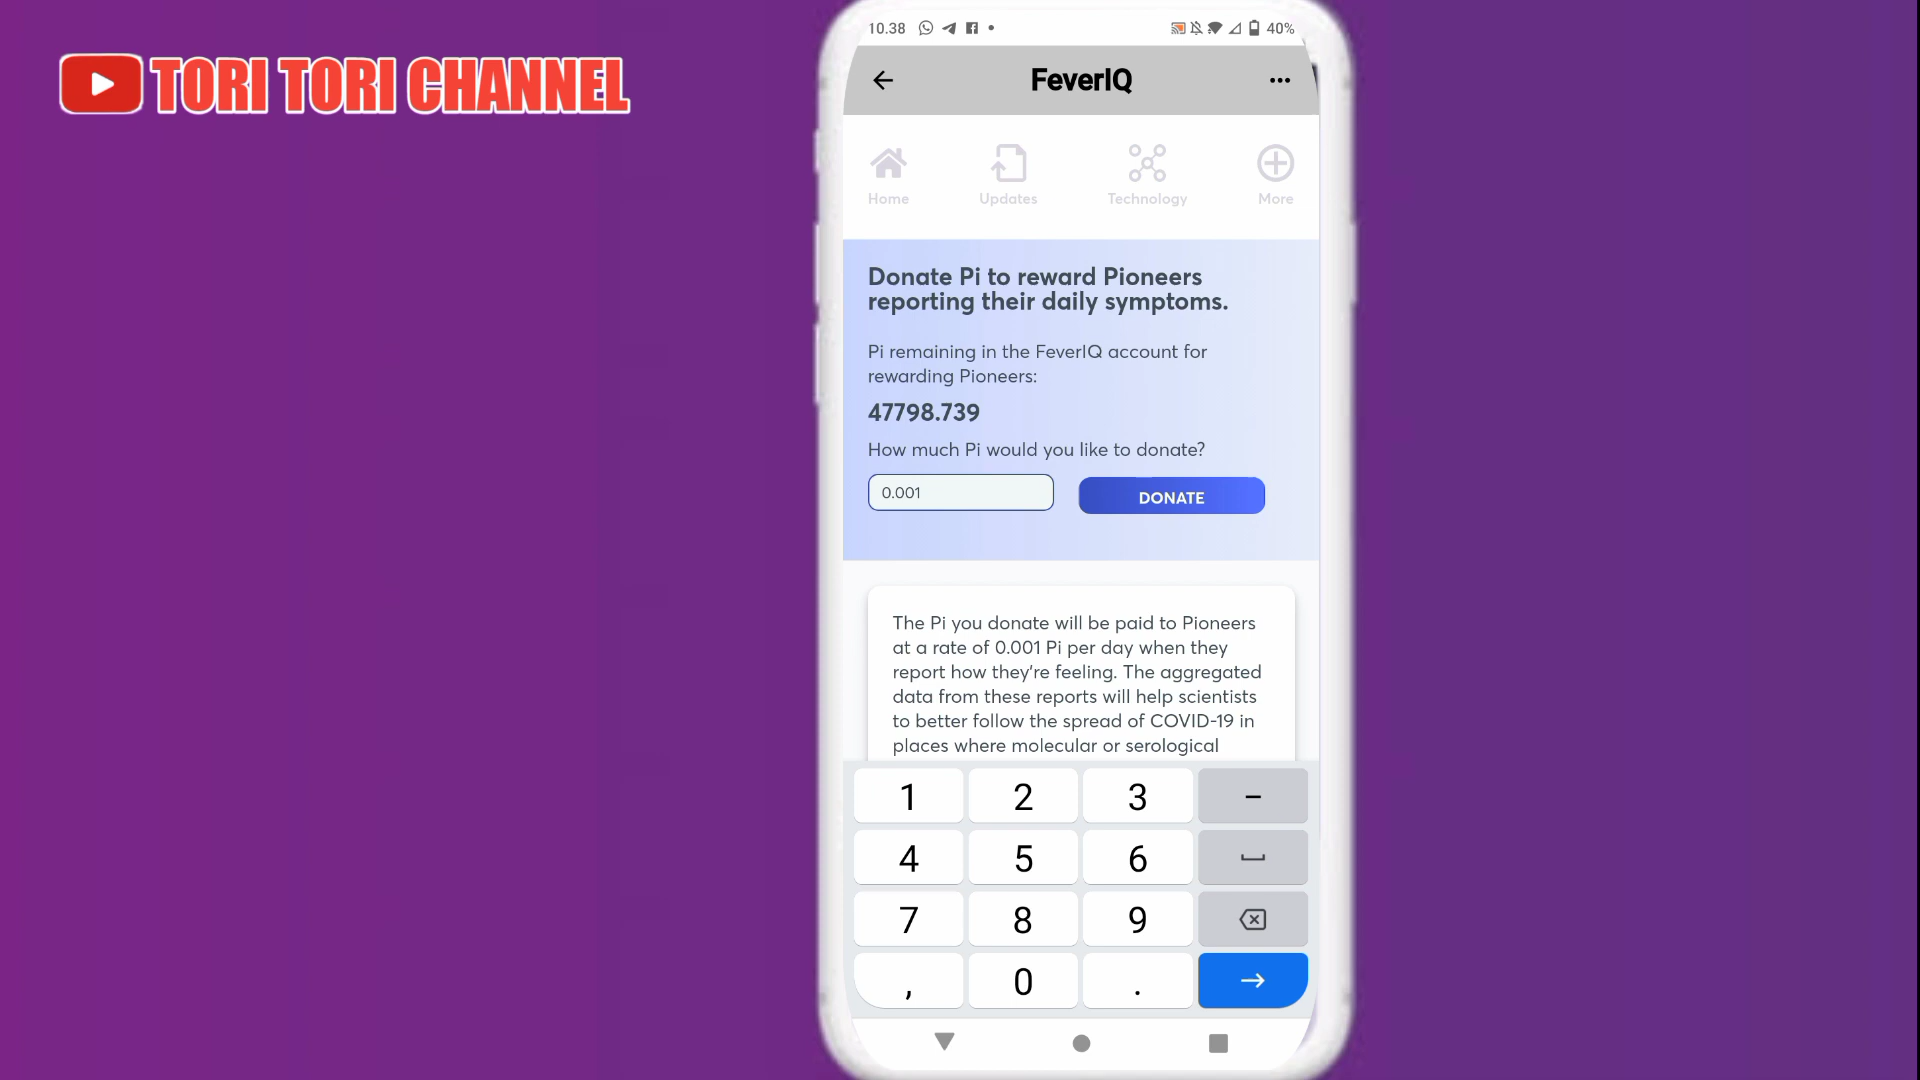 TORI TORI CHANNEL
10.38
40%
FeverIQ
Home
Updates
Technology
More
Donate Pi to reward Pioneers
reporting their daily symptoms.
Pi remaining in the FeverIQ account for
rewarding Pioneers:
47798.739
How much Pi would you like to donate?
0.001
DONATE
The Pi you donate will be paid to Pioneers
at a rate of 0.001 Pi per day when they
report how they're feeling. The aggregated
data from these reports will help scientists
to better follow the spread of COVID-19 in
places where molecular or serological
1 2 3 -
4 5 6
7 8 9
, 0 .